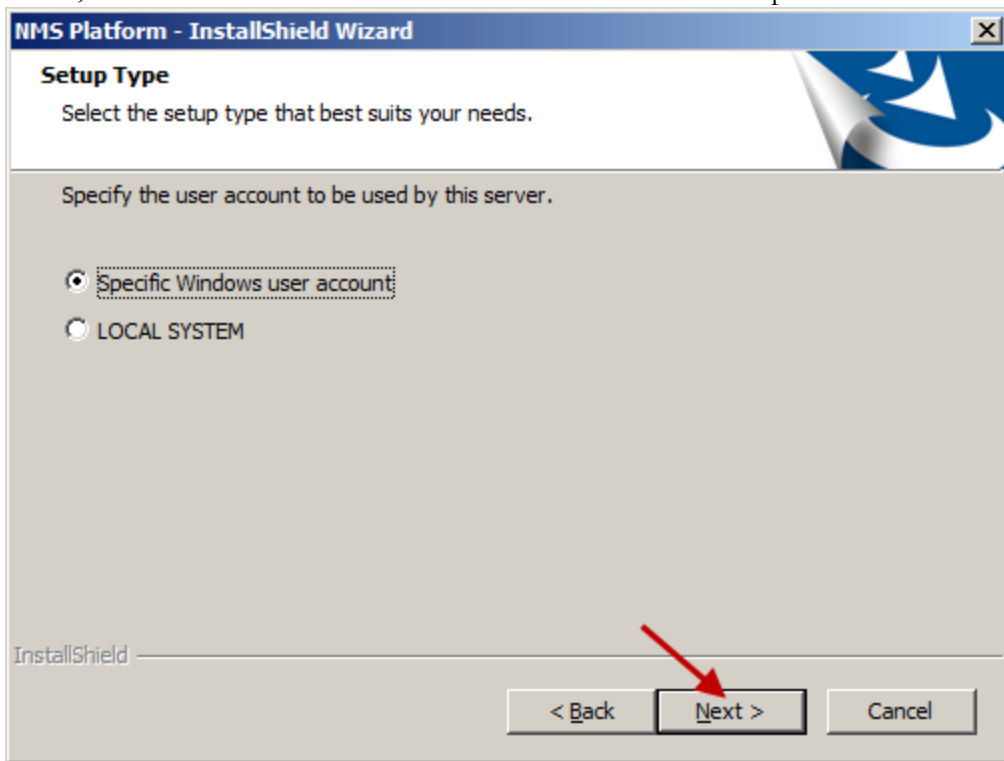 NMS Platform - InstallShield Wizard
Setup Type
Select the setup type that best suits your needs.
Specify the user account to be used by this server.
Specific Windows user account
LOCAL SYSTEM
InstallShield
< Back Next > Cancel